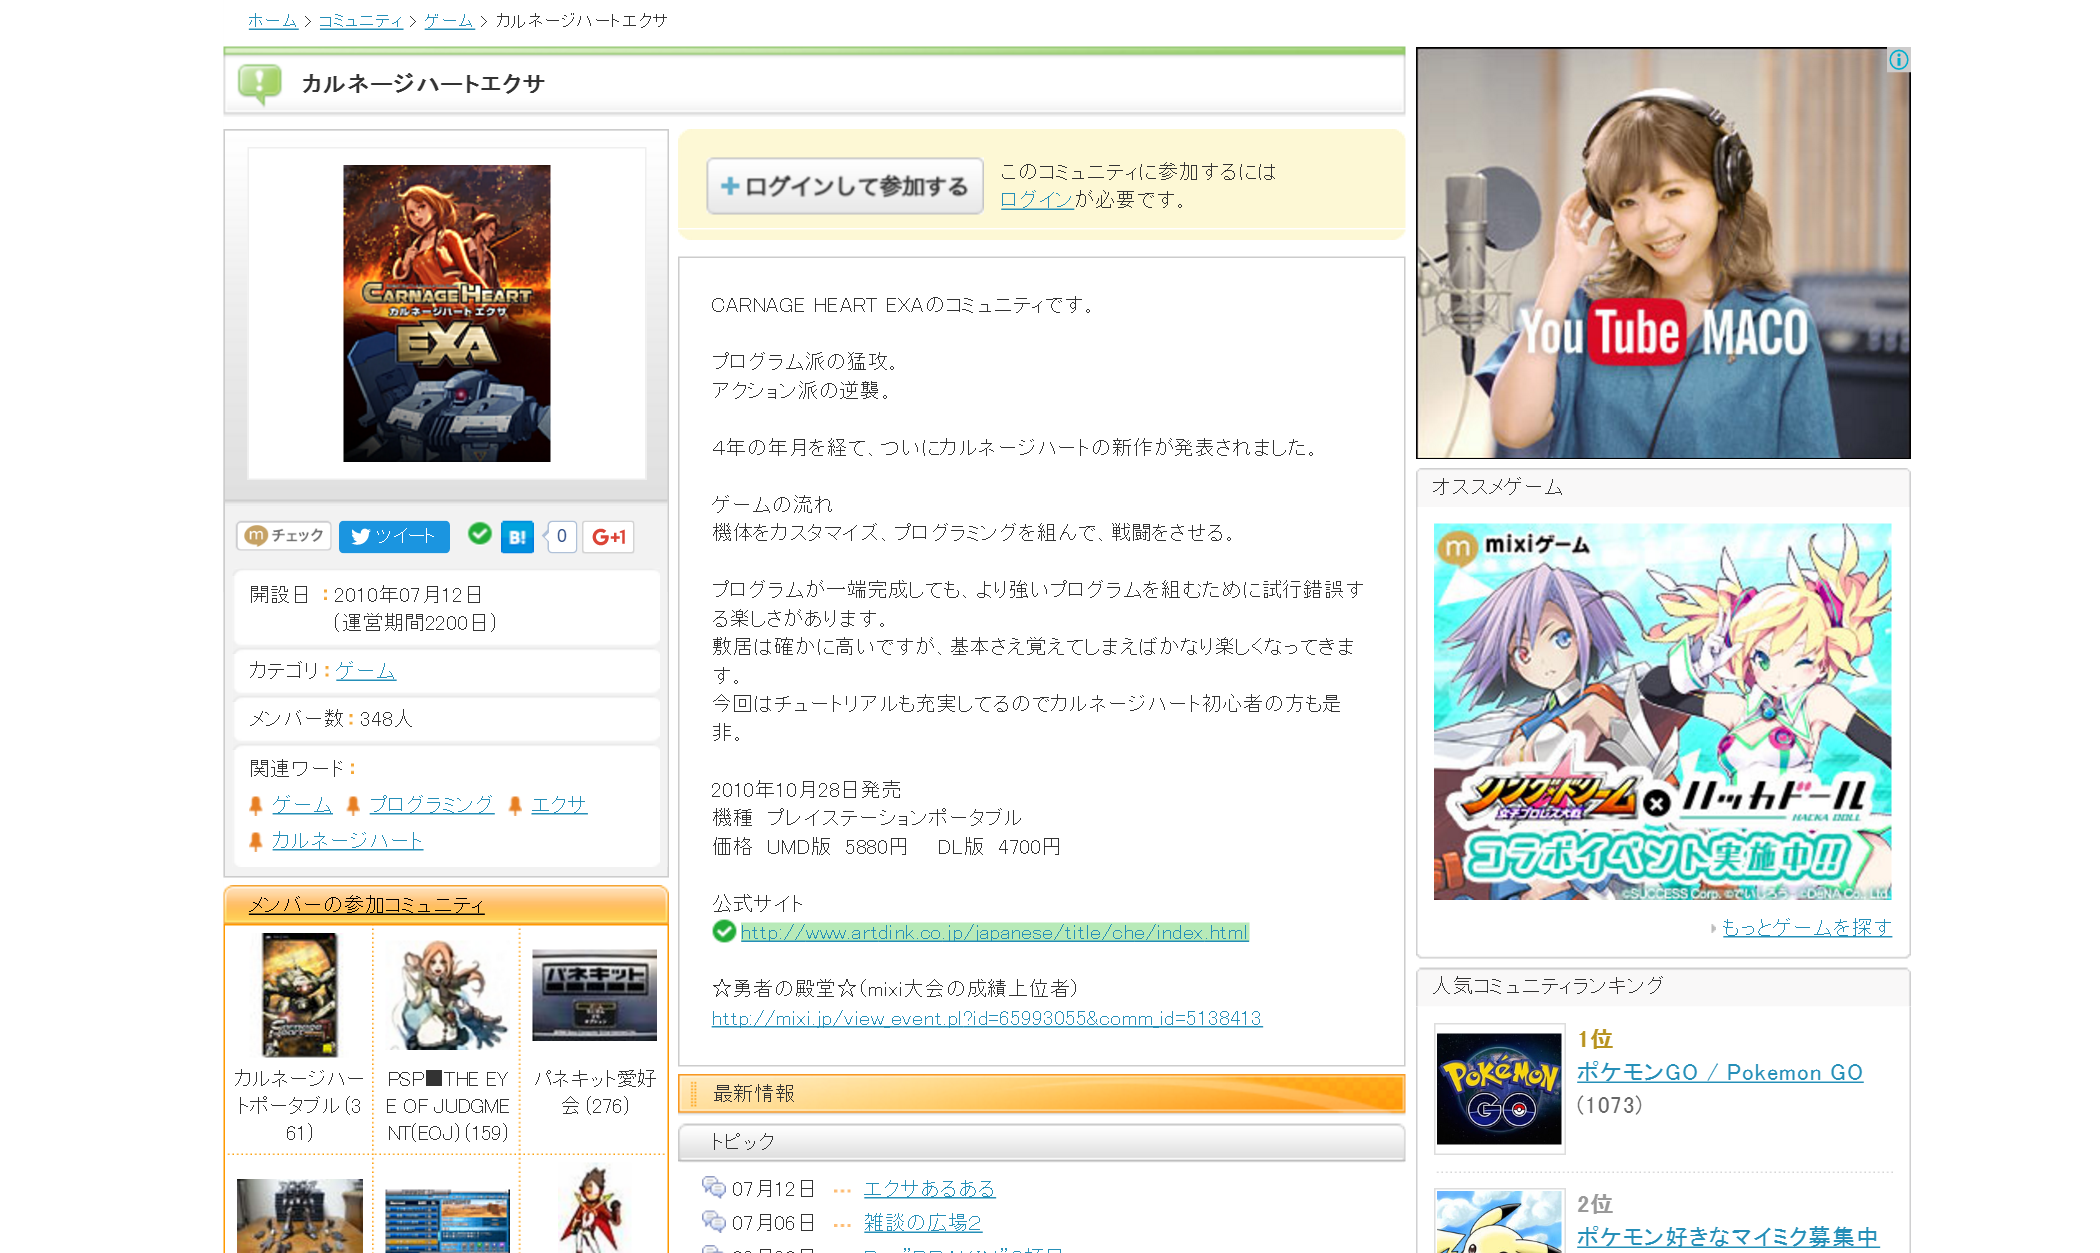 ホーム > コミュニティ > ゲーム > カルネージハートエクサ
カルネージハートエクサ
CARNAGE HEART
カルネージハート エクサ
EXA
mチェック
ツイート
B!
0
G+1
開設日：2010年07月12日
(運営期間2200日)
カテゴリ：ゲーム
メンバー数：348人
関連ワード：
ゲーム プログラミング エクサ
カルネージハート
メンバーの参加コミュニティ
カルネージハー
トポータブル (3
61)
PSP■THE EY
E OF JUDGME
NT(EOJ) (159)
パネキット
パネキット愛好
会 (276)
+ログインして参加する
このコミュニティに参加するには
ログインが必要です。
CARNAGE HEART EXAのコミュニティです。
プログラム派の猛攻。
アクション派の逆襲。
４年の年月を経て、ついにカルネージハートの新作が発表されました。
ゲームの流れ
機体をカスタマイズ、プログラミングを組んで、戦闘をさせる。
プログラムが一端完成しても、より強いプログラムを組むために試行錯誤す
る楽しさがあります。
敷居は確かに高いですが、基本さえ覚えてしまえばかなり楽しくなってきま
す。
今回はチュートリアルも充実してるのでカルネージハート初心者の方も是
非。
2010年10月28日発売
機種　プレイステーションポータブル
価格　UMD版　5880円　　DL版　4700円
公式サイト
http://www.artdink.co.jp/japanese/title/che/index.html
☆勇者の殿堂☆(mixi大会の成績上位者)
http://mixi.jp/view_event.pl?id=65993055&comm_id=5138413
最新情報
トピック
07月12日 … エクサあるある
07月06日 … 雑談の広場2
YouTube MACO
オススメゲーム
m mixiゲーム
リングドリーム
女子プロレス大戦
×
ハッカドール
HACKA DOLL
コラボイベント実施中!!
©SUCCESS Corp. ©でいしろう・©DeNA Co., Ltd
もっとゲームを探す
人気コミュニティランキング
POKéMON
GO
1位
ポケモンGO / Pokemon GO
(1073)
2位
ポケモン好きなマイミク募集中